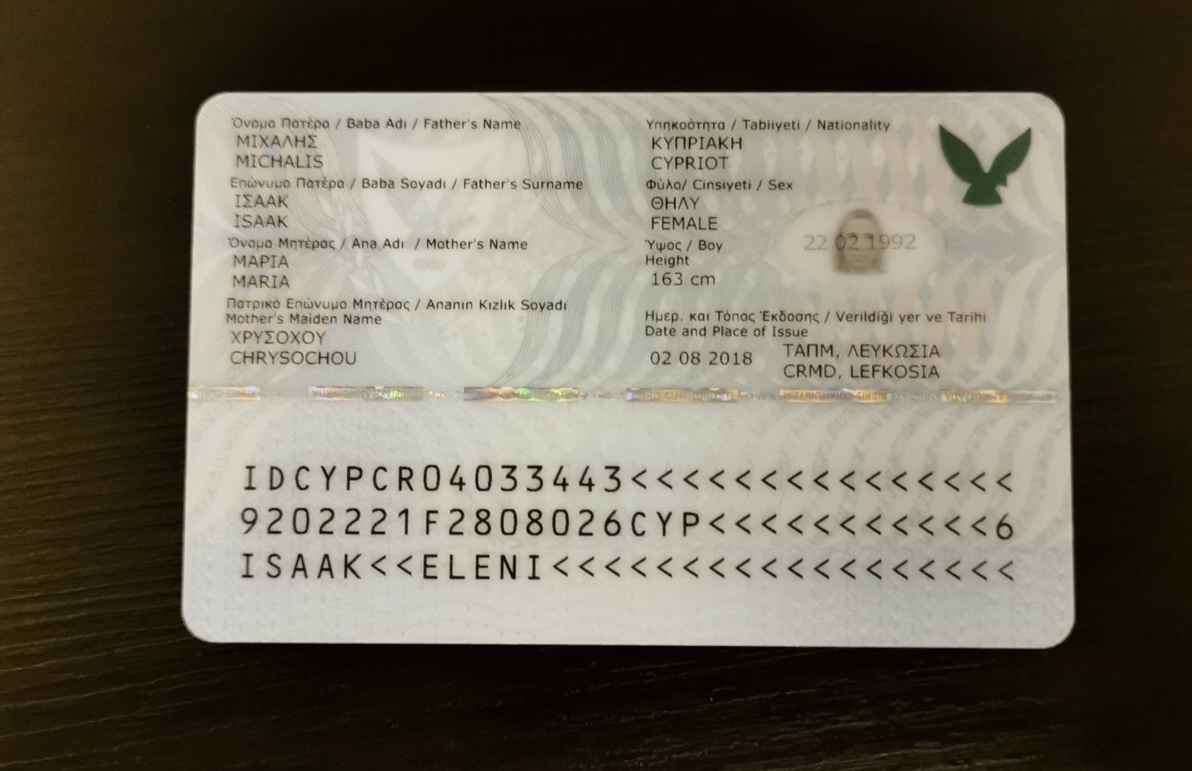 Όνομα Πατέρα / Baba Adı / Father's Name
ΜΙΧΑΛΗΣ
MICHALIS
Επώνυμο Πατέρα / Baba Soyadı / Father's Surname
ΙΣΑΑΚ
ISAAK
Όνομα Μητέρας / Ana Adı / Mother's Name
ΜΑΡΙΑ
MARIA
Πατρικό Επώνυμο Μητέρας / Ananın Kızlık Soyadı
Mother's Maiden Name
ΧΡΥΣΟΧΟΥ
CHRYSOCHOU
Υπηκοότητα / Tabiiyeti / Nationality
ΚΥΠΡΙΑΚΗ
CYPRIOT
Φύλο/ Cinsiyeti / Sex
ΘΗΛΥ
FEMALE
22 02 1992
Ύψος / Boy
Height
163 cm
Ημερ. και Τόπος Έκδοσης / Verildiği yer ve Tarihi
Date and Place of Issue
02 08 2018 ΤΑΠΜ, ΛΕΥΚΩΣΙΑ
CRMD, LEFKOSIA
IDCYPCR04033443<<<<<<<<<<<<<<<
9202221F2808026CYP<<<<<<<<<<<6
ISAAK<<ELENI<<<<<<<<<<<<<<<<<<